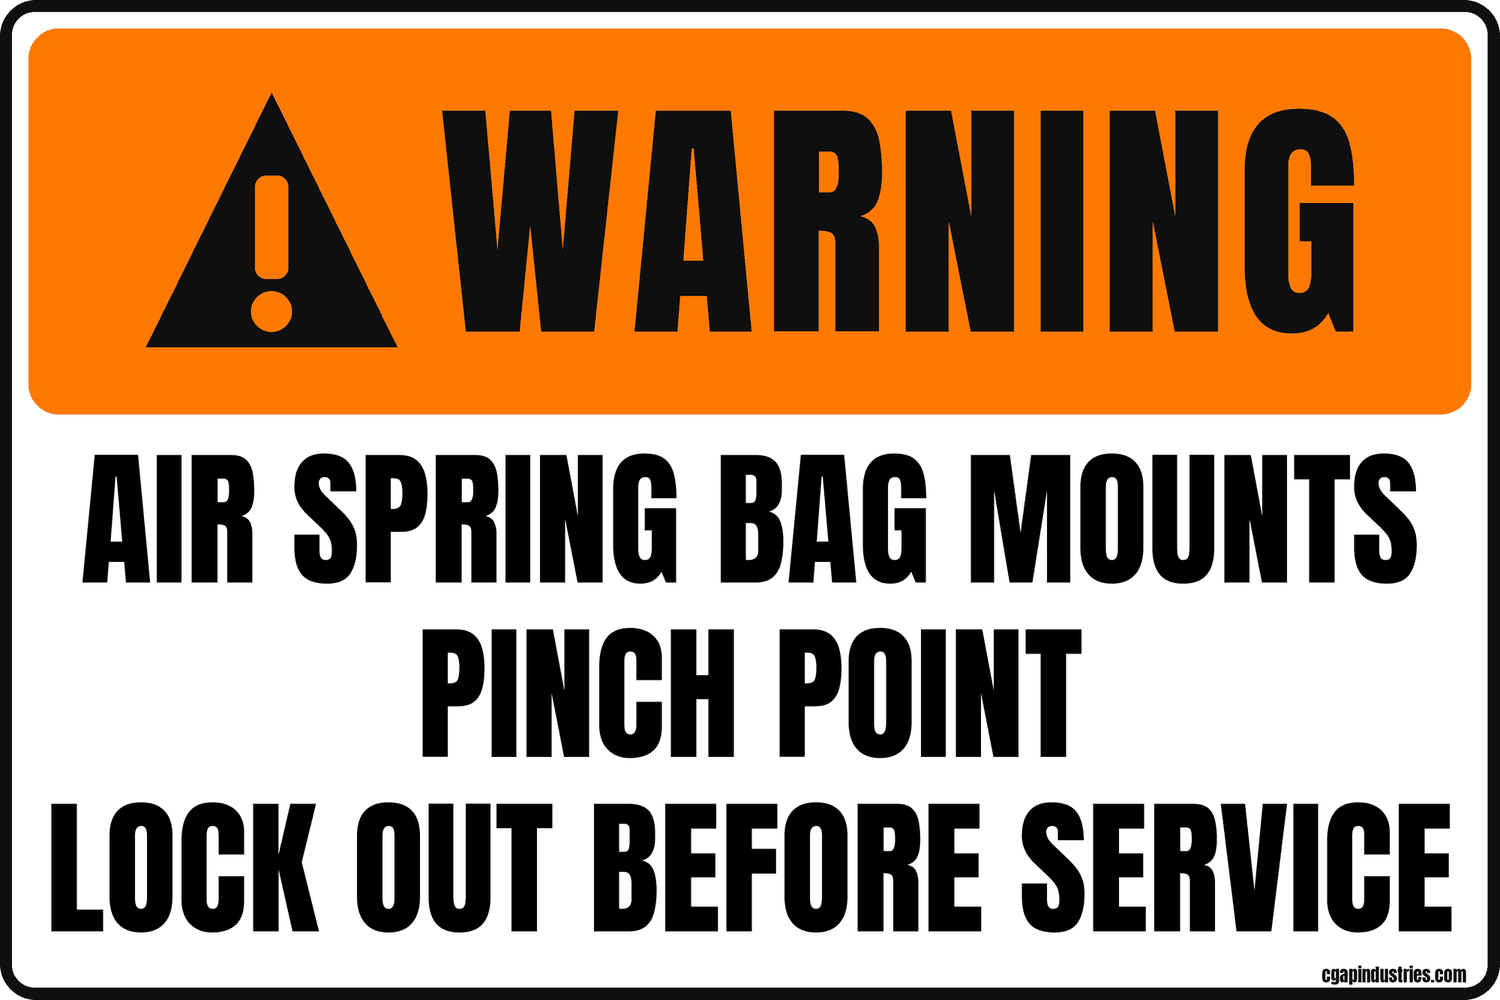 WARNING
AIR SPRING BAG MOUNTS
PINCH POINT
LOCK OUT BEFORE SERVICE
cgapindustries.com